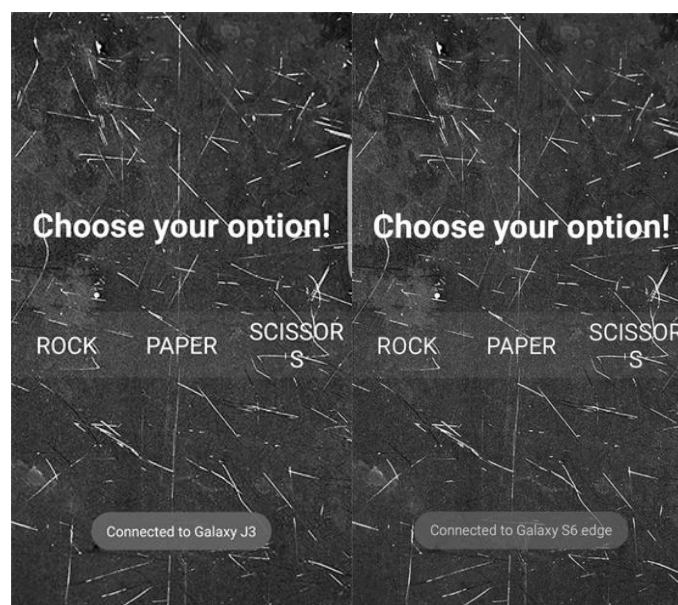 Choose your option!
ROCK PAPER SCISSOR
S
Connected to Galaxy J3
Choose your option!
ROCK PAPER SCISSOR
S
Connected to Galaxy S6 edge